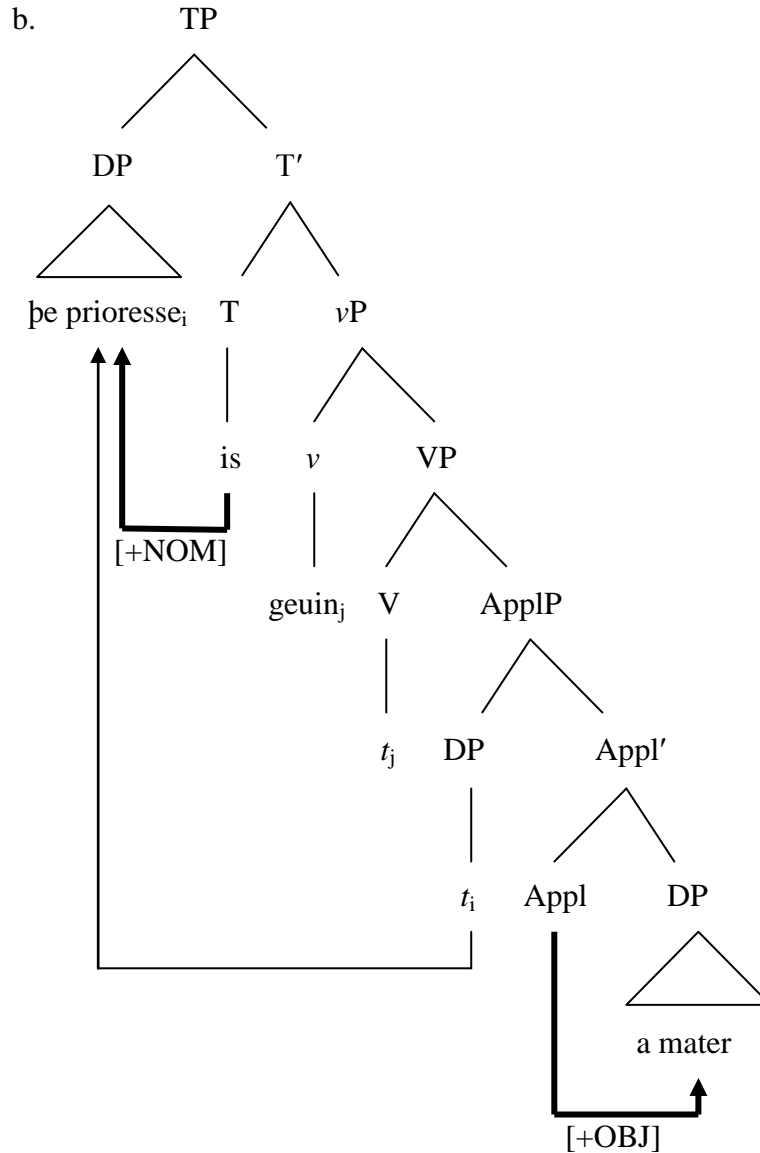 b.
TP
DP T′
þe prioresseᵢ T vP
is v VP
[+NOM]
geuinⱼ V ApplP
tⱼ DP Appl′
tᵢ Appl DP
a mater
[+OBJ]